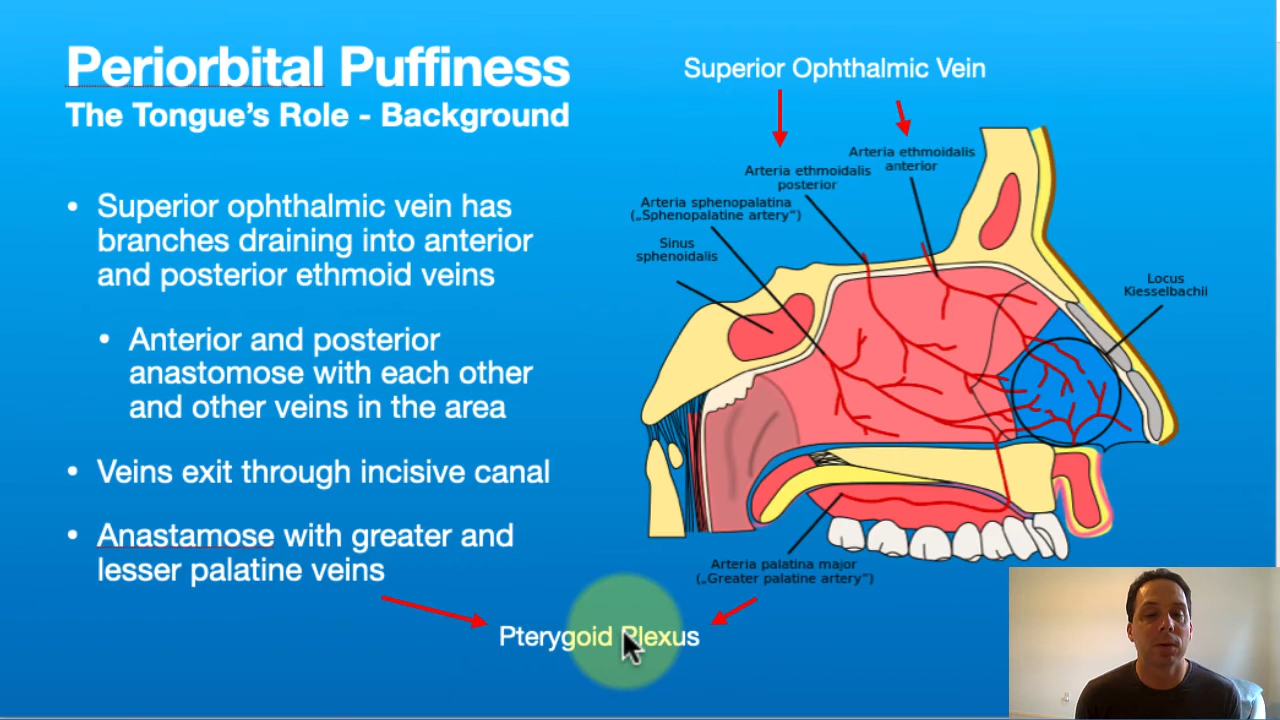 Periorbital Puffiness
The Tongue's Role - Background
• Superior ophthalmic vein has
branches draining into anterior
and posterior ethmoid veins
• Anterior and posterior
anastomose with each other
and other veins in the area
• Veins exit through incisive canal
• Anastamose with greater and
lesser palatine veins
Superior Ophthalmic Vein
Arteria ethmoidalis
anterior
Arteria ethmoidalis
posterior
Arteria sphenopalatina
(„Sphenopalatine artery")
Sinus
sphenoidalis
Locus
Kiesselbachii
Arteria palatina major
(„Greater palatine artery")
Pterygoid Plexus